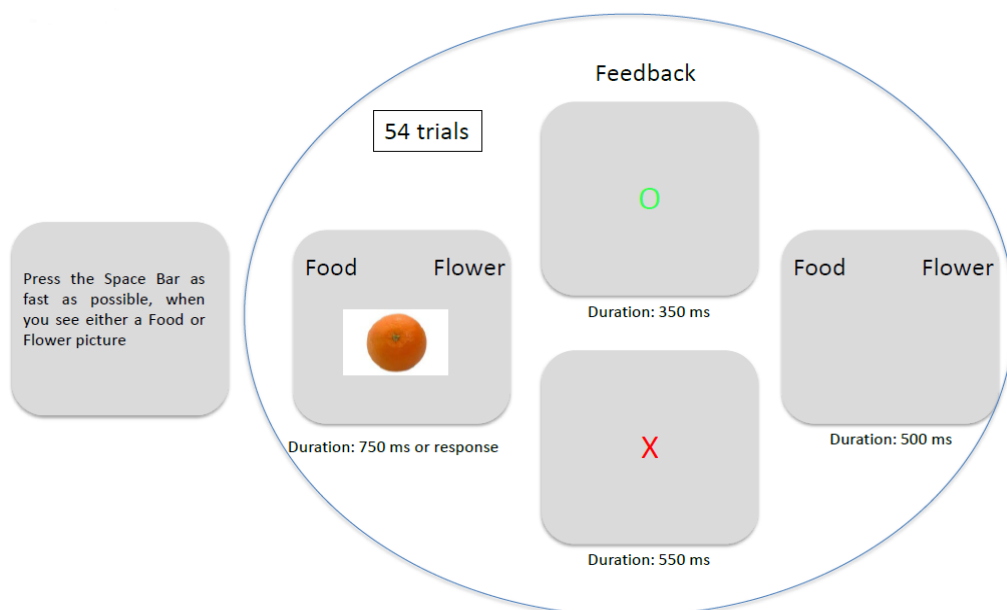 Feedback
54 trials
O
Duration: 350 ms
Press the Space Bar as
fast as possible, when
you see either a Food or
Flower picture
Food Flower
Duration: 750 ms or response
X
Duration: 550 ms
Food Flower
Duration: 500 ms